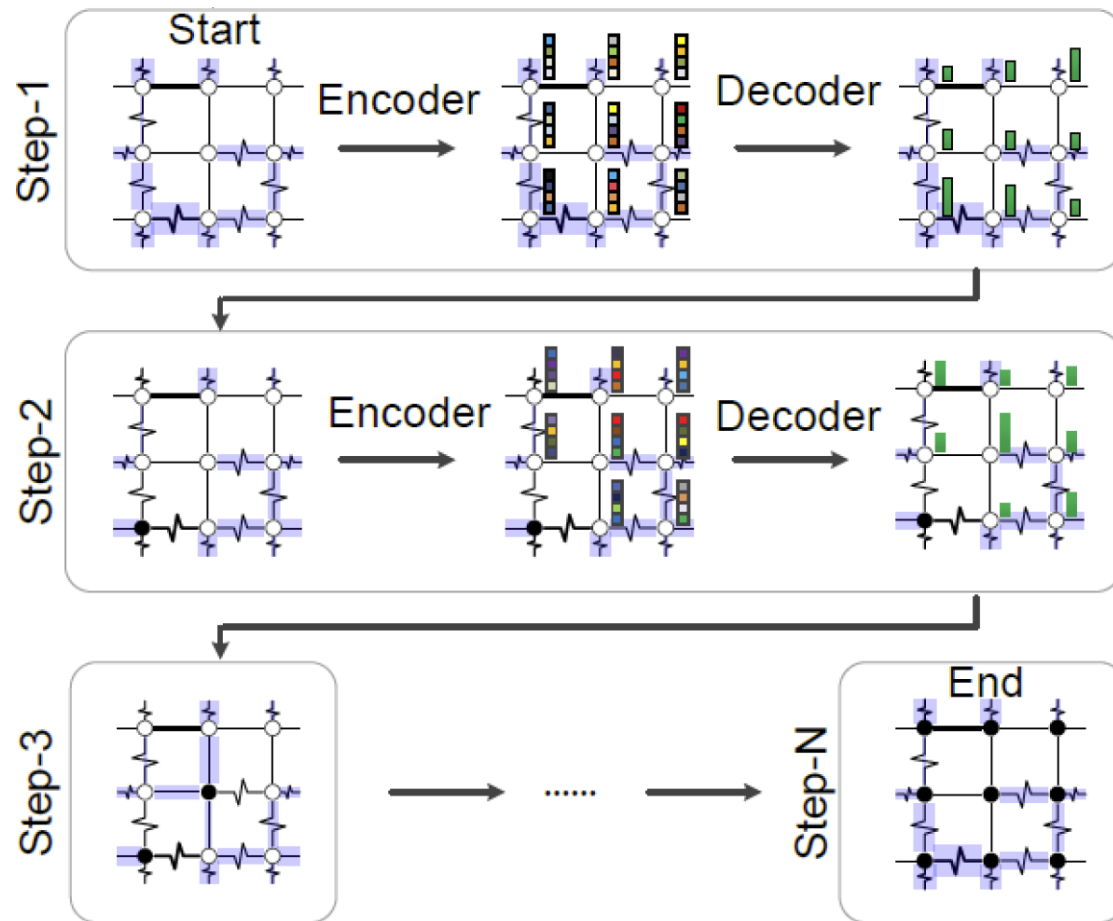 Start
Step-1
Encoder
Decoder
Step-2
Encoder
Decoder
Step-3
......
Step-N
End